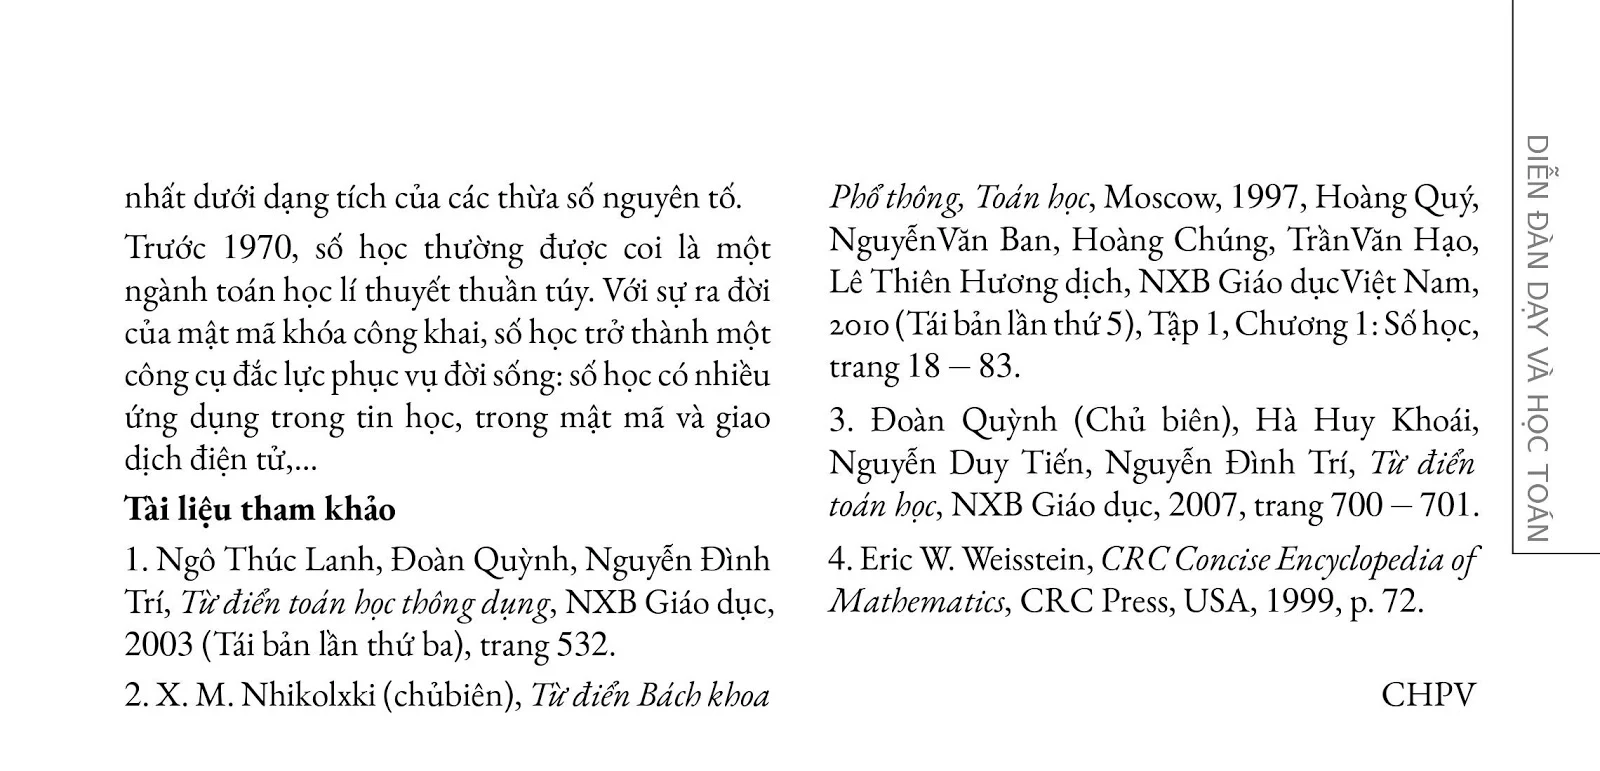 nhất dưới dạng tích của các thừa số nguyên tố.
Trước 1970, số học thường được coi là một
ngành toán học lí thuyết thuần túy. Với sự ra đời
của mật mã khóa công khai, số học trở thành một
công cụ đắc lực phục vụ đời sống: số học có nhiều
ứng dụng trong tin học, trong mật mã và giao
dịch điện tử,...
Tài liệu tham khảo
1. Ngô Thúc Lanh, Đoàn Quỳnh, Nguyễn Đình
Trí, Từ điển toán học thông dụng, NXB Giáo dục,
2003 (Tái bản lần thứ ba), trang 532.
2. X. M. Nhikolxki (chủbiên), Từ điển Bách khoa
Phổ thông, Toán học, Moscow, 1997, Hoàng Quý,
NguyễnVăn Ban, Hoàng Chúng, TrầnVăn Hạo,
Lê Thiên Hương dịch, NXB Giáo dụcViệt Nam,
2010 (Tái bản lần thứ 5), Tập 1, Chương 1: Số học,
trang 18 – 83.
3. Đoàn Quỳnh (Chủ biên), Hà Huy Khoái,
Nguyễn Duy Tiến, Nguyễn Đình Trí, Từ điển
toán học, NXB Giáo dục, 2007, trang 700 – 701.
4. Eric W. Weisstein, CRC Concise Encyclopedia of
Mathematics, CRC Press, USA, 1999, p. 72.
CHPV
DIỄN ĐÀN DẠY VÀ HỌC TOÁN